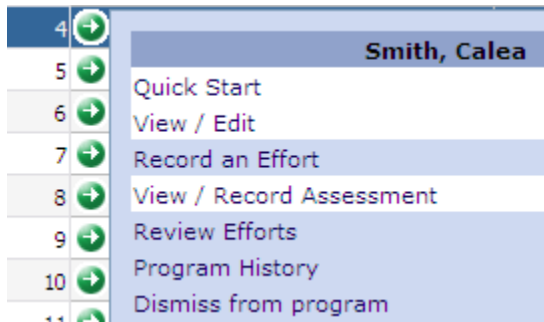 4
Smith, Calea
5
Quick Start
6
View / Edit
7
Record an Effort
8
View / Record Assessment
9
Review Efforts
10
Program History
Dismiss from program
11